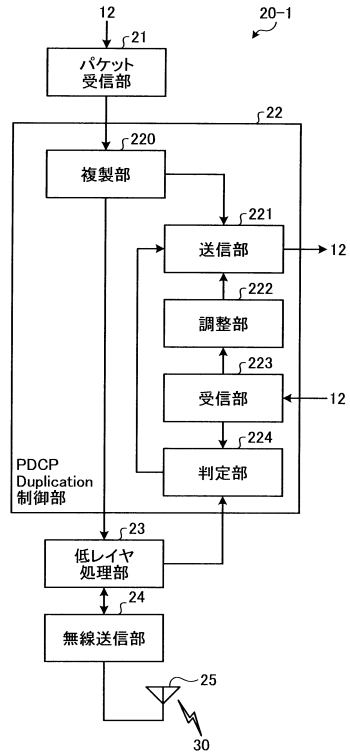 12
20-1
21
パケット
受信部
22
220
複製部
221
送信部
12
222
調整部
223
受信部
12
224
判定部
PDCP
Duplication
制御部
23
低レイヤ
処理部
24
無線送信部
25
30